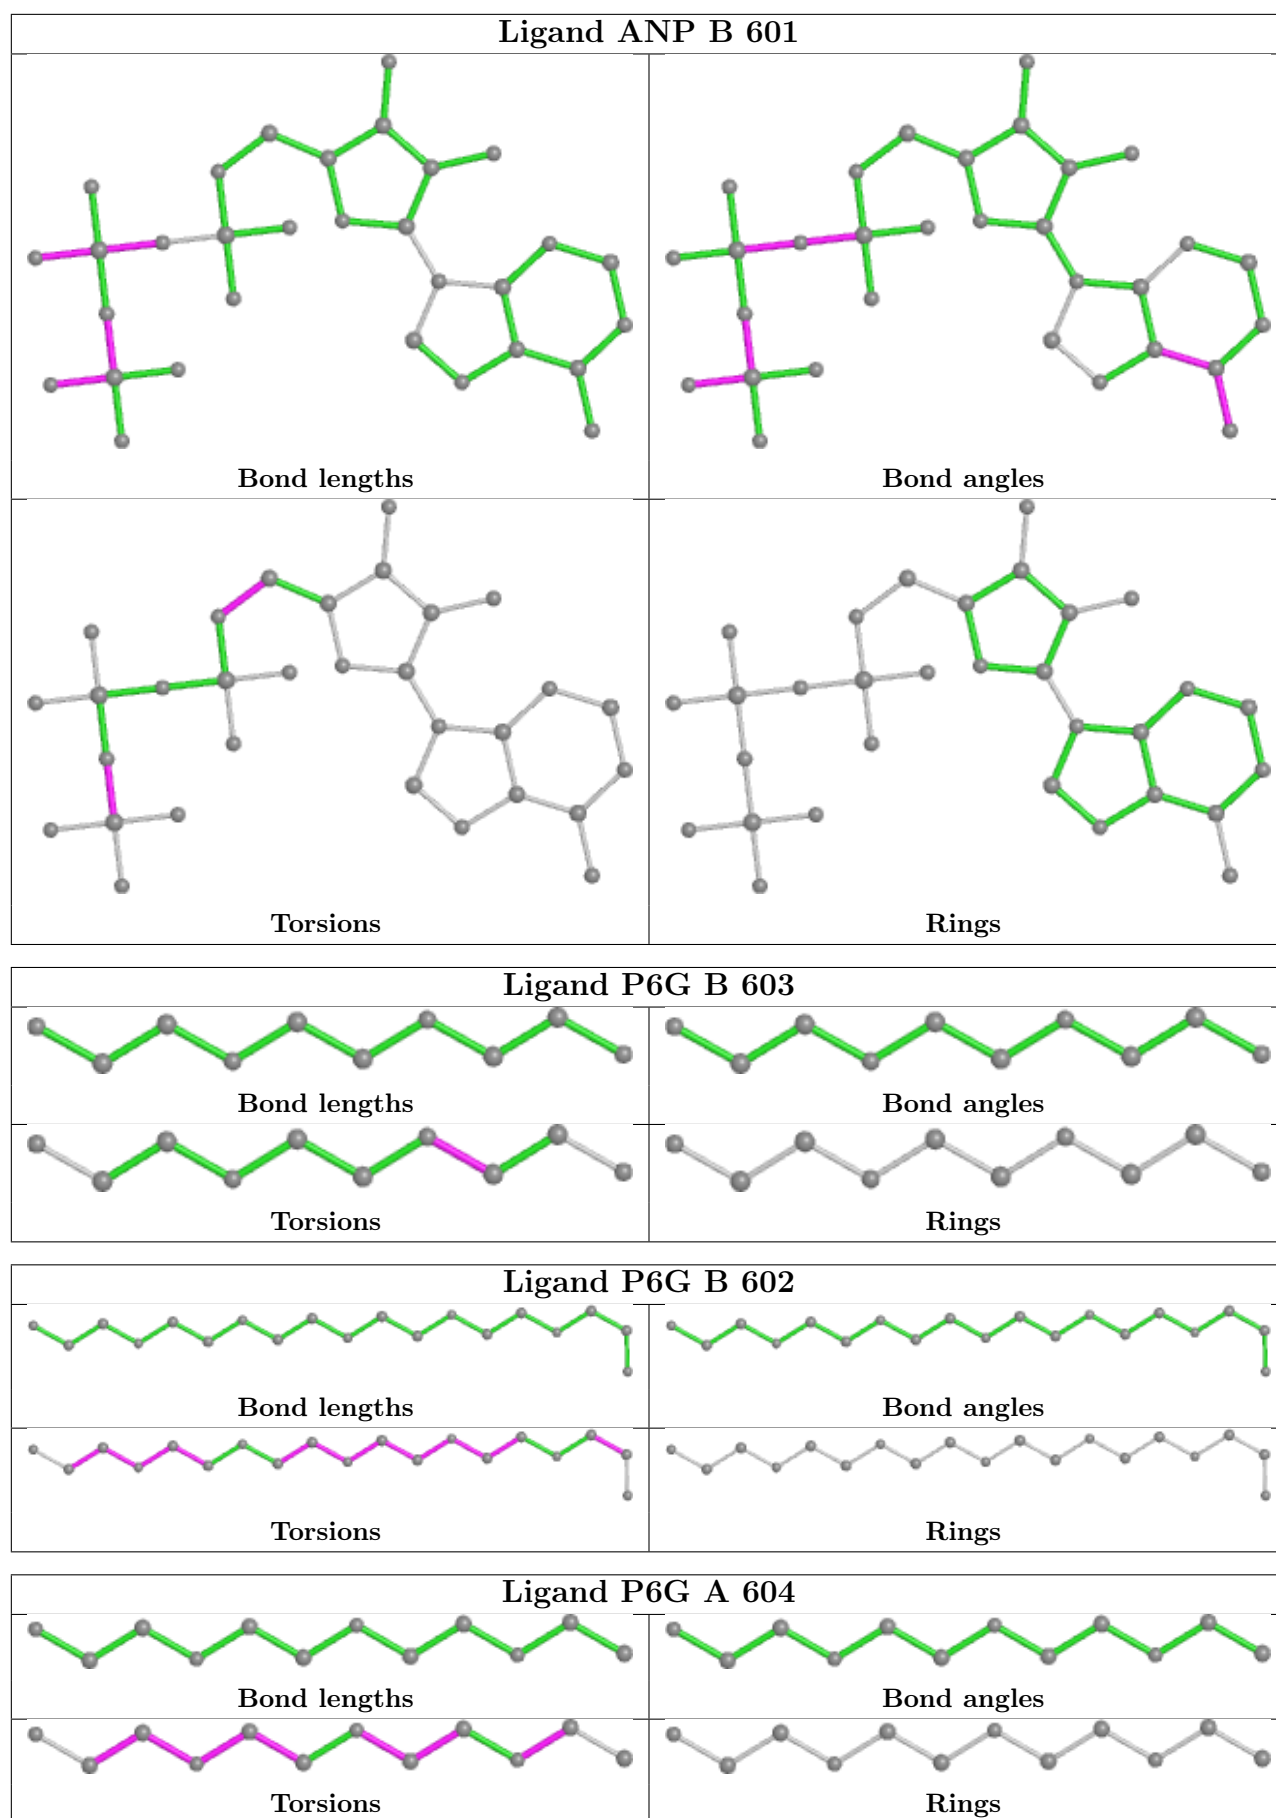 Ligand ANP B 601
Bond lengths
Bond angles
Torsions
Rings
Ligand P6G B 603
Bond lengths
Bond angles
Torsions
Rings
Ligand P6G B 602
Bond lengths
Bond angles
Torsions
Rings
Ligand P6G A 604
Bond lengths
Bond angles
Torsions
Rings